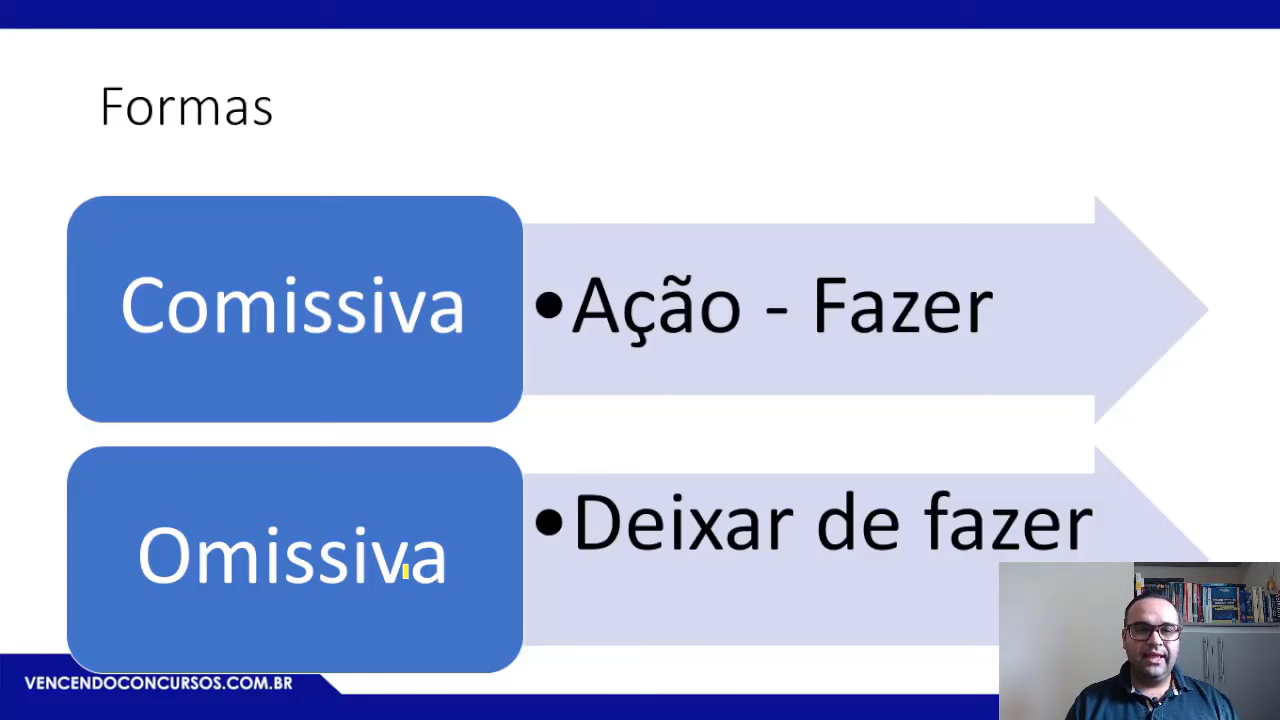 Formas
Comissiva
•Ação - Fazer
Omissiva
•Deixar de fazer
VENCENDOCONCURSOS.COM.BR